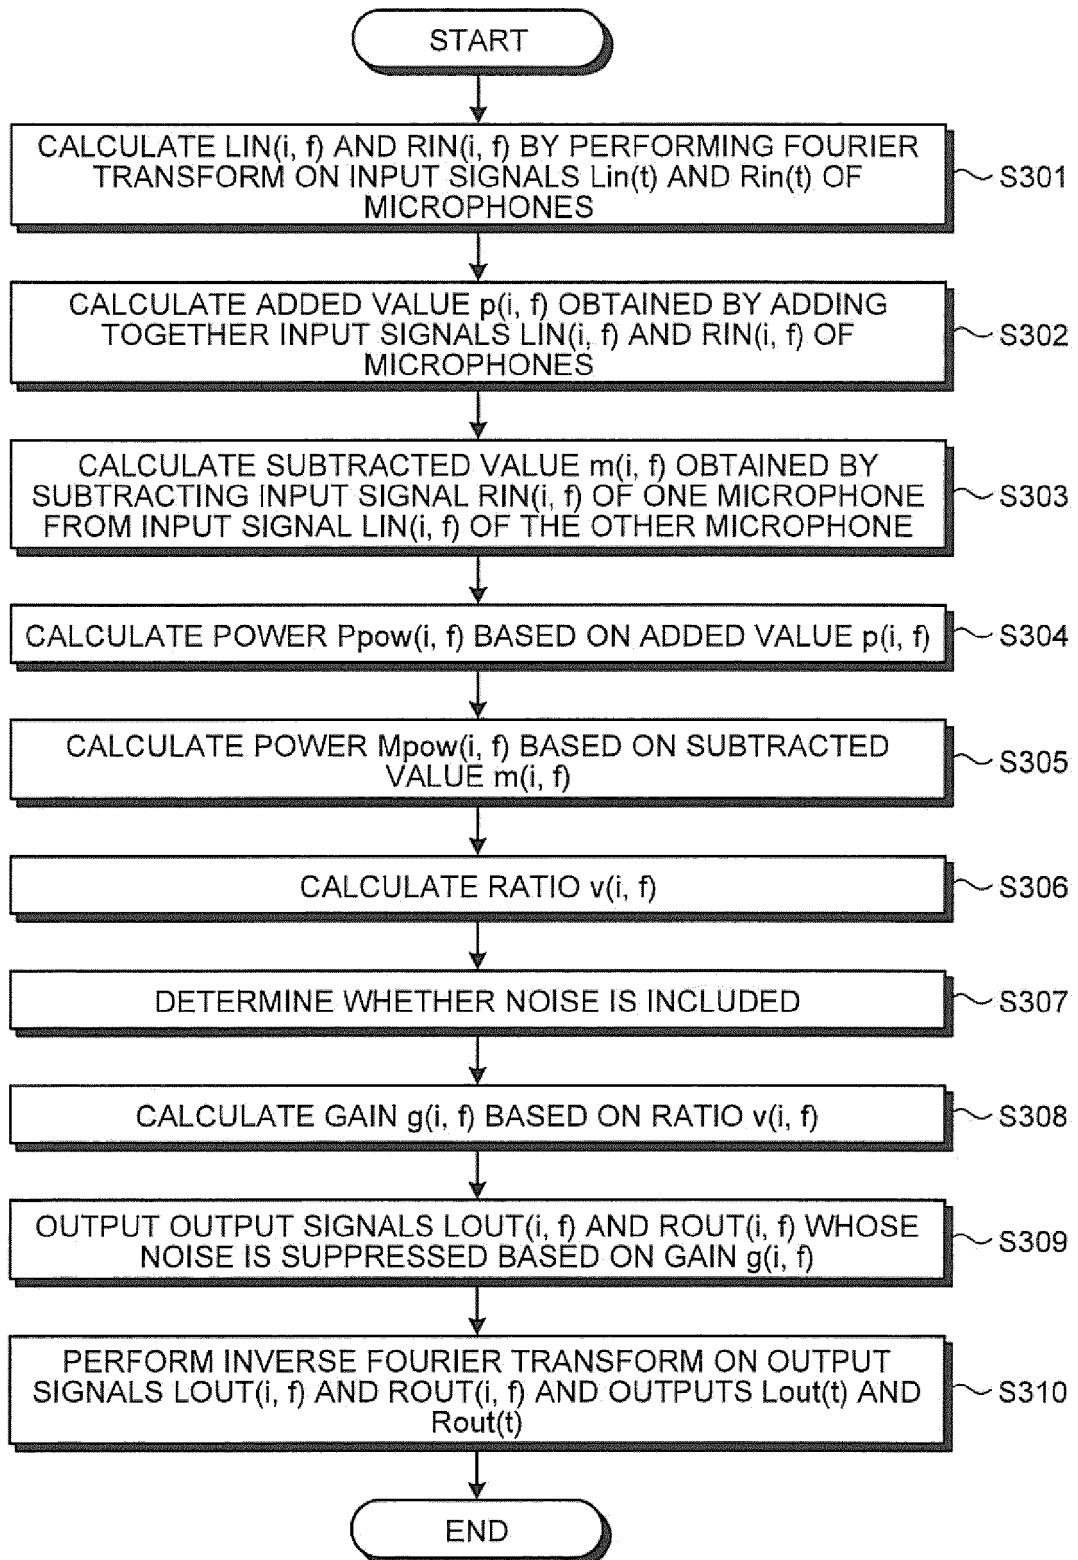 START
CALCULATE LIN(i, f) AND RIN(i, f) BY PERFORMING FOURIER
TRANSFORM ON INPUT SIGNALS Lin(t) AND Rin(t) OF
MICROPHONES
S301
CALCULATE ADDED VALUE p(i, f) OBTAINED BY ADDING
TOGETHER INPUT SIGNALS LIN(i, f) AND RIN(i, f) OF
MICROPHONES
S302
CALCULATE SUBTRACTED VALUE m(i, f) OBTAINED BY
SUBTRACTING INPUT SIGNAL RIN(i, f) OF ONE MICROPHONE
FROM INPUT SIGNAL LIN(i, f) OF THE OTHER MICROPHONE
S303
CALCULATE POWER Ppow(i, f) BASED ON ADDED VALUE p(i, f)
S304
CALCULATE POWER Mpow(i, f) BASED ON SUBTRACTED
VALUE m(i, f)
S305
CALCULATE RATIO v(i, f)
S306
DETERMINE WHETHER NOISE IS INCLUDED
S307
CALCULATE GAIN g(i, f) BASED ON RATIO v(i, f)
S308
OUTPUT OUTPUT SIGNALS LOUT(i, f) AND ROUT(i, f) WHOSE
NOISE IS SUPPRESSED BASED ON GAIN g(i, f)
S309
PERFORM INVERSE FOURIER TRANSFORM ON OUTPUT
SIGNALS LOUT(i, f) AND ROUT(i, f) AND OUTPUTS Lout(t) AND
Rout(t)
S310
END